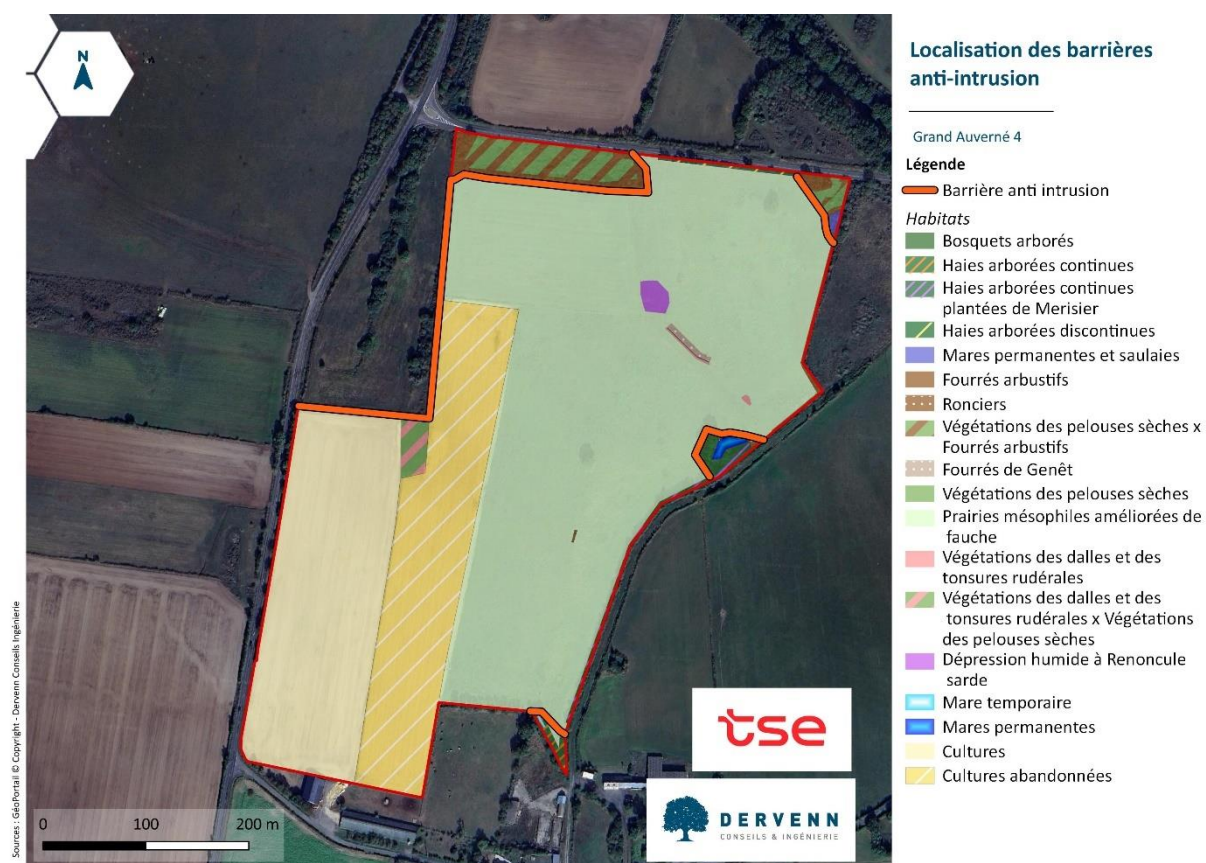 N
Localisation des barrières
anti-intrusion
Grand Auverné 4
Légende
Barrière anti intrusion
Habitats
Bosquets arborés
Haies arborées continues
Haies arborées continues
plantées de Merisier
Haies arborées discontinues
Mares permanentes et saulaies
Fourrés arbustifs
Ronciers
Végétations des pelouses sèches x
Fourrés arbustifs
Fourrés de Genêt
Végétations des pelouses sèches
Prairies mésophiles améliorées de
fauche
Végétations des dalles et des
tonsures rudérales
Végétations des dalles et des
tonsures rudérales x Végétations
des pelouses sèches
Dépression humide à Renoncule
sarde
Mare temporaire
Mares permanentes
Cultures
Cultures abandonnées
tse
DERVENN
CONSEILS & INGÉNIERIE
0 100 200 m
Sources : GéoPortail © Copyright - Dervenn Conseils Ingénierie